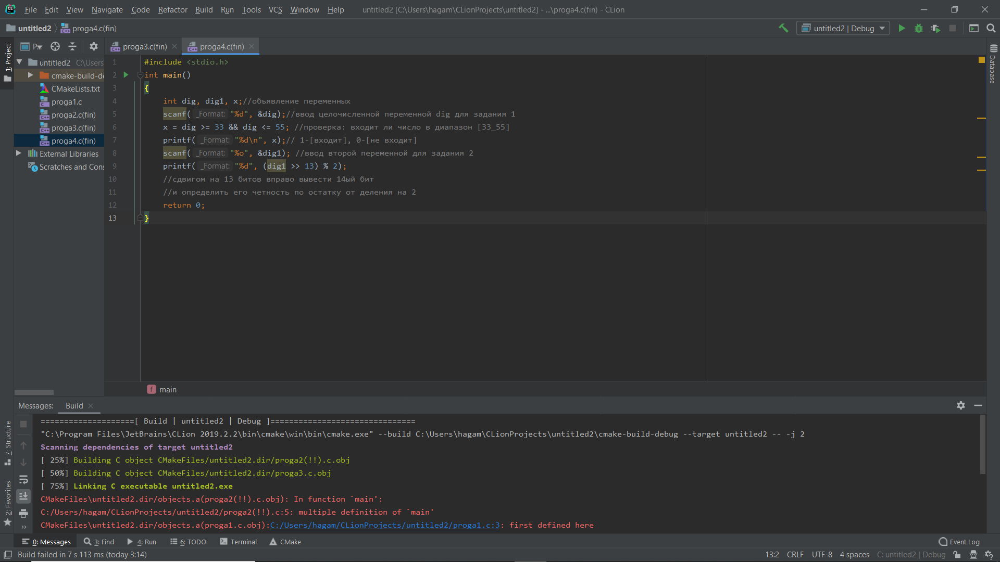 File Edit View Navigate Code Refactor Build Run Tools VCS Window Help untitled2 [C:\Users\hagam\CLionProjects\untitled2] - ...\proga4.c(fin) - CLion
untitled2 proga4.c(fin) untitled2 | Debug
1: Project
P..
proga3.c(fin) proga4.c(fin)
untitled2 C:\Users
cmake-build-de
CMakeLists.txt
proga1.c
proga2.c(fin)
proga3.c(fin)
proga4.c(fin)
External Libraries
Scratches and Cons
1 #include <stdio.h>
2 int main()
3 {
4 int dig, dig1, x;//объявление переменных
5 scanf( _Format: "%d", &dig);//ввод целочисленной переменной dig для задания 1
6 x = dig >= 33 && dig <= 55; //проверка: входит ли число в диапазон [33_55]
7 printf( _Format: "%d\n", x);// 1-[входит], 0-[не входит]
8 scanf( _Format: "%o", &dig1); //ввод второй переменной для задания 2
9 printf( _Format: "%d", (dig1 >> 13) % 2);
10 //сдвигом на 13 битов вправо вывести 14ый бит
11 //и определить его четность по остатку от деления на 2
12 return 0;
13 }
Database
f main
Messages: Build
====================[ Build | untitled2 | Debug ]===============================
"C:\Program Files\JetBrains\CLion 2019.2.2\bin\cmake\win\bin\cmake.exe" --build C:\Users\hagam\CLionProjects\untitled2\cmake-build-debug --target untitled2 -- -j 2
Scanning dependencies of target untitled2
[ 25%] Building C object CMakeFiles/untitled2.dir/proga2(!!).c.obj
[ 50%] Building C object CMakeFiles/untitled2.dir/proga3.c.obj
[ 75%] Linking C executable untitled2.exe
CMakeFiles\untitled2.dir/objects.a(proga2(!!).c.obj): In function `main':
C:/Users/hagam/CLionProjects/untitled2/proga2(!!).c:5: multiple definition of `main'
CMakeFiles\untitled2.dir/objects.a(proga1.c.obj):C:/Users/hagam/CLionProjects/untitled2/proga1.c:3: first defined here
7: Structure
2: Favorites
0: Messages 3: Find 4: Run 6: TODO Terminal CMake Event Log
Build failed in 7 s 113 ms (today 3:14) 13:2 CRLF UTF-8 4 spaces C: untitled2 | Debug